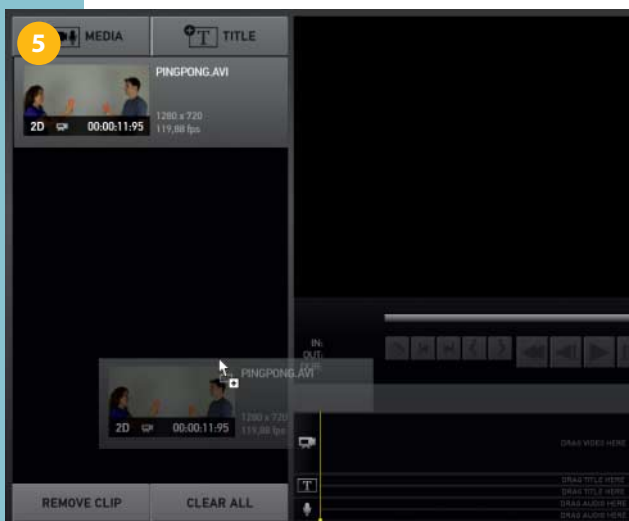 5
MEDIA
T TITLE
PINGPONG.AVI
1280 x 720
119,88 fps
2D 00:00:11:95
IN:
OUT:
DUR:
PINGPONG.AVI
1280 x 720
119,88 fps
2D 00:00:11:95
DRAG VIDEO HERE
T
DRAG TITLE HERE
DRAG TITLE HERE
DRAG AUDIO HERE
DRAG AUDIO HERE
REMOVE CLIP
CLEAR ALL